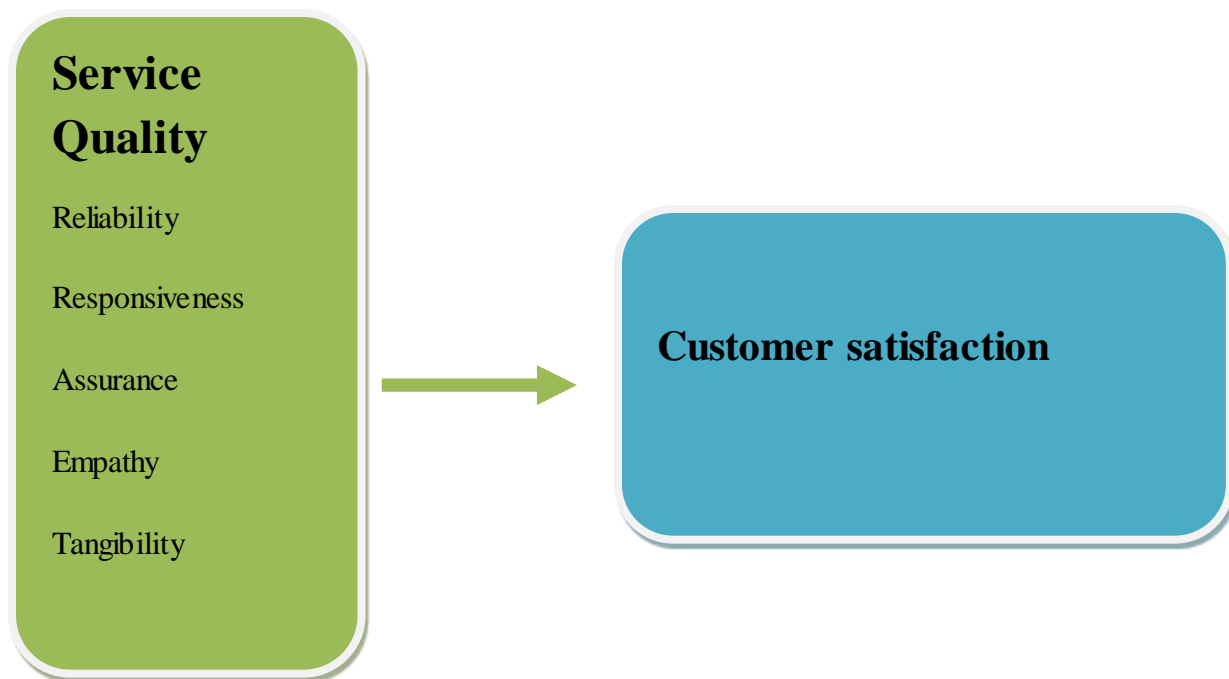 Service
Quality
Reliability
Responsiveness
Assurance
Empathy
Tangibility
Customer satisfaction